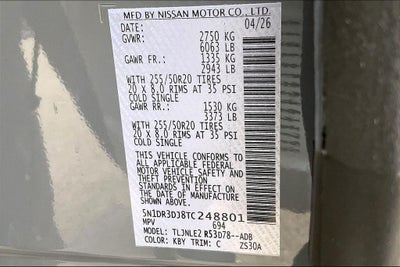 MFD BY NISSAN MOTOR CO., LTD.
DATE: 04/26
GVWR: 2750 KG
6063 LB
GAWR FR.: 1335 KG
2943 LB
WITH 255/50R20 TIRES
20 x 8.0 RIMS AT 35 PSI
COLD SINGLE
GAWR RR.: 1530 KG
3373 LB
WITH 255/50R20 TIRES
20 x 8.0 RIMS AT 35 PSI
COLD SINGLE
THIS VEHICLE CONFORMS TO
ALL APPLICABLE FEDERAL
MOTOR VEHICLE SAFETY AND
THEFT PREVENTION
STANDARDS IN EFFECT ON
THE DATE OF MANUFACTURE
SHOWN ABOVE.
5N1DR3DJ8TC248801
MPV 694
MOTOR TLJNLE2 R53D78--ADB
COLOR: KBY TRIM: C ZS30A